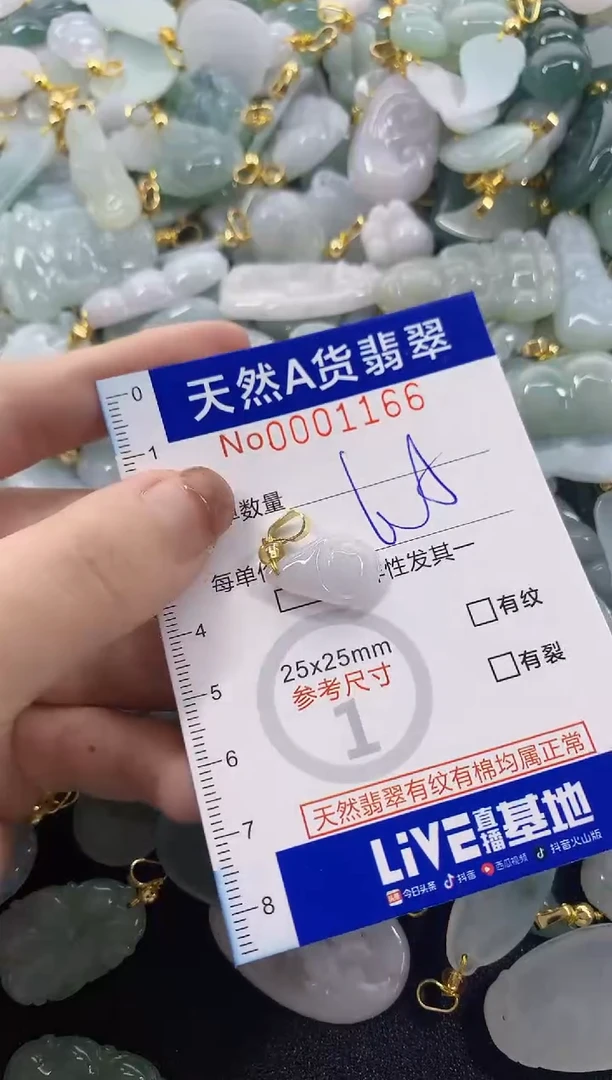 天然A货翡翠
No0001166
数量
每单
性发其一
有纹
有裂
25x25mm
参考尺寸
1
天然翡翠有纹有棉均属正常
LiVE直播基地
今日头条 抖音 西瓜视频 抖音火山版
0
1
4
5
6
7
8